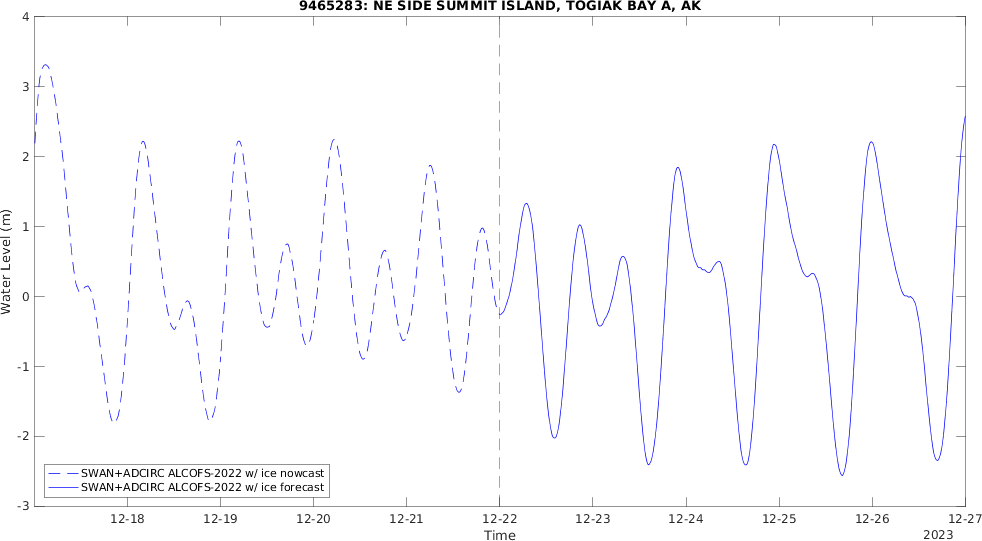 9465283: NE SIDE SUMMIT ISLAND, TOGIAK BAY A, AK
4
3
2
1
0
-1
-2
-3
Water Level (m)
SWAN+ADCIRC ALCOFS-2022 w/ ice nowcast
SWAN+ADCIRC ALCOFS-2022 w/ ice forecast
12-18 12-19 12-20 12-21 12-22 12-23 12-24 12-25 12-26 12-27
Time
2023